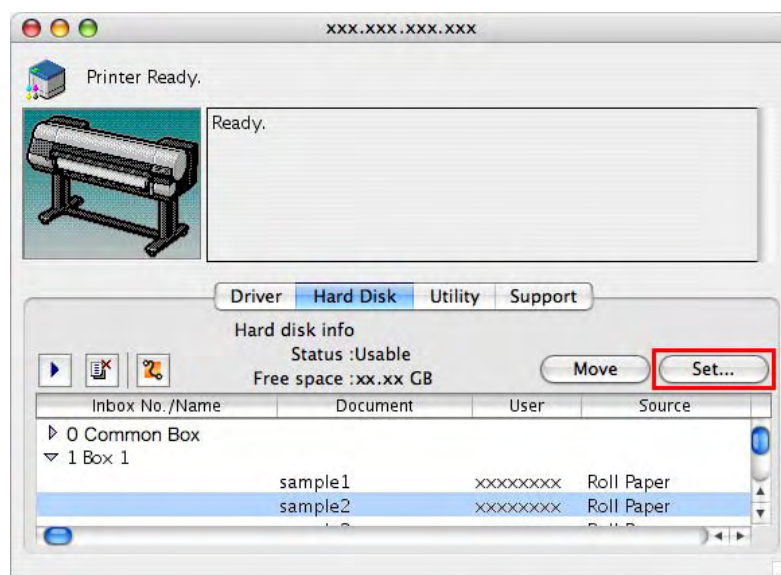 xxx.xxx.xxx.xxx
Printer Ready.
Ready.
Driver Hard Disk Utility Support
Hard disk info
Status :Usable
Free space :xx.xx GB
Move Set...
Inbox No./Name Document User Source
0 Common Box
1 Box 1
sample1 xxxxxxxx Roll Paper
sample2 xxxxxxxx Roll Paper